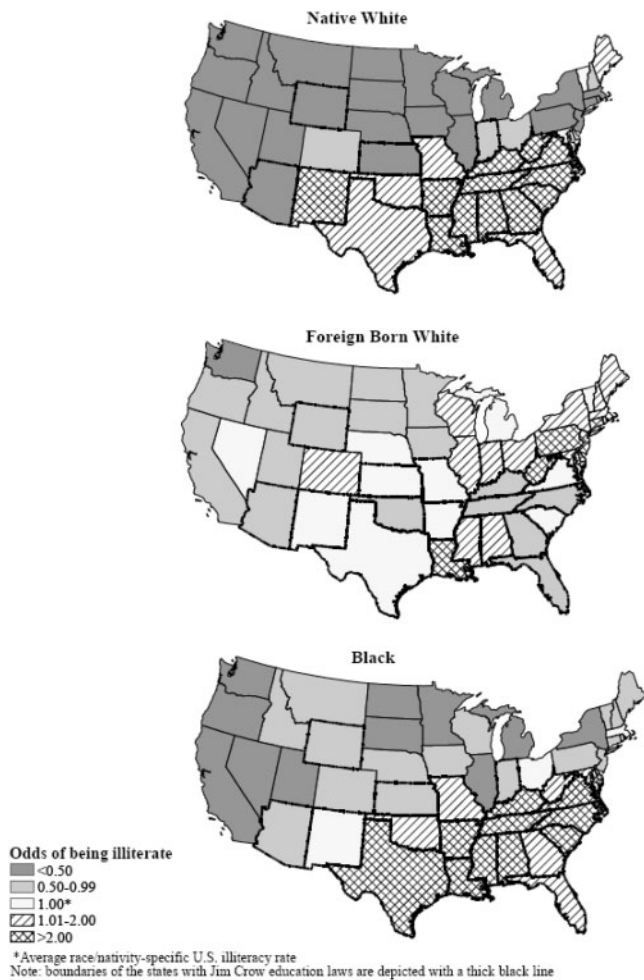 Native White
Foreign Born White
Black
Odds of being illiterate
<0.50
0.50-0.99
1.00*
1.01-2.00
>2.00
*Average race/nativity-specific U.S. illiteracy rate
Note: boundaries of the states with Jim Crow education laws are depicted with a thick black line